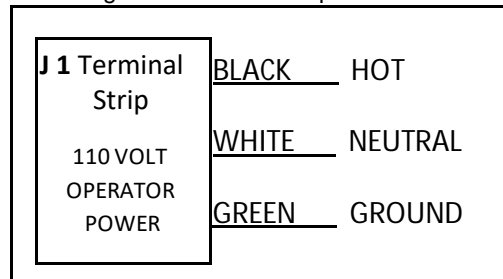 J 1 Terminal
Strip
110 VOLT
OPERATOR
POWER
BLACK HOT
WHITE NEUTRAL
GREEN GROUND